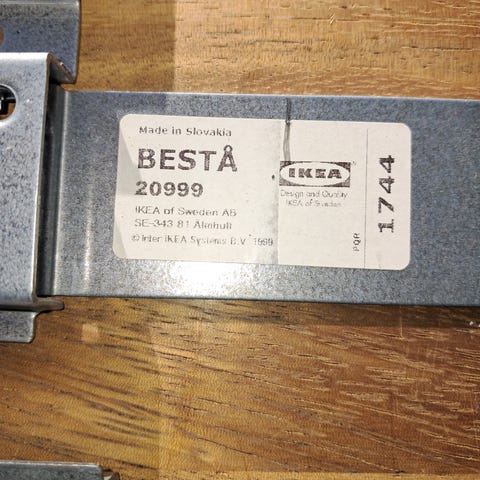 Made in Slovakia
BESTÅ
20999
IKEA of Sweden AB
SE-343 81 Älmhult
© Inter IKEA Systems B.V. 1999
IKEA
Design and Quality
IKEA of Sweden
PQR
1744